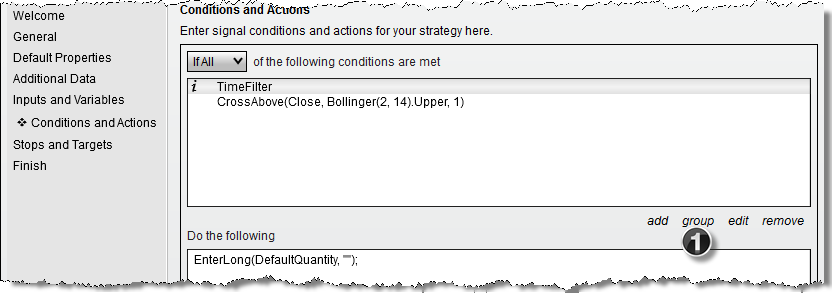 Welcome
General
Default Properties
Additional Data
Inputs and Variables
❖ Conditions and Actions
Stops and Targets
Finish
Conditions and Actions
Enter signal conditions and actions for your strategy here.
If All of the following conditions are met
i TimeFilter
CrossAbove(Close, Bollinger(2, 14).Upper, 1)
add group edit remove
1
Do the following
EnterLong(DefaultQuantity, "");